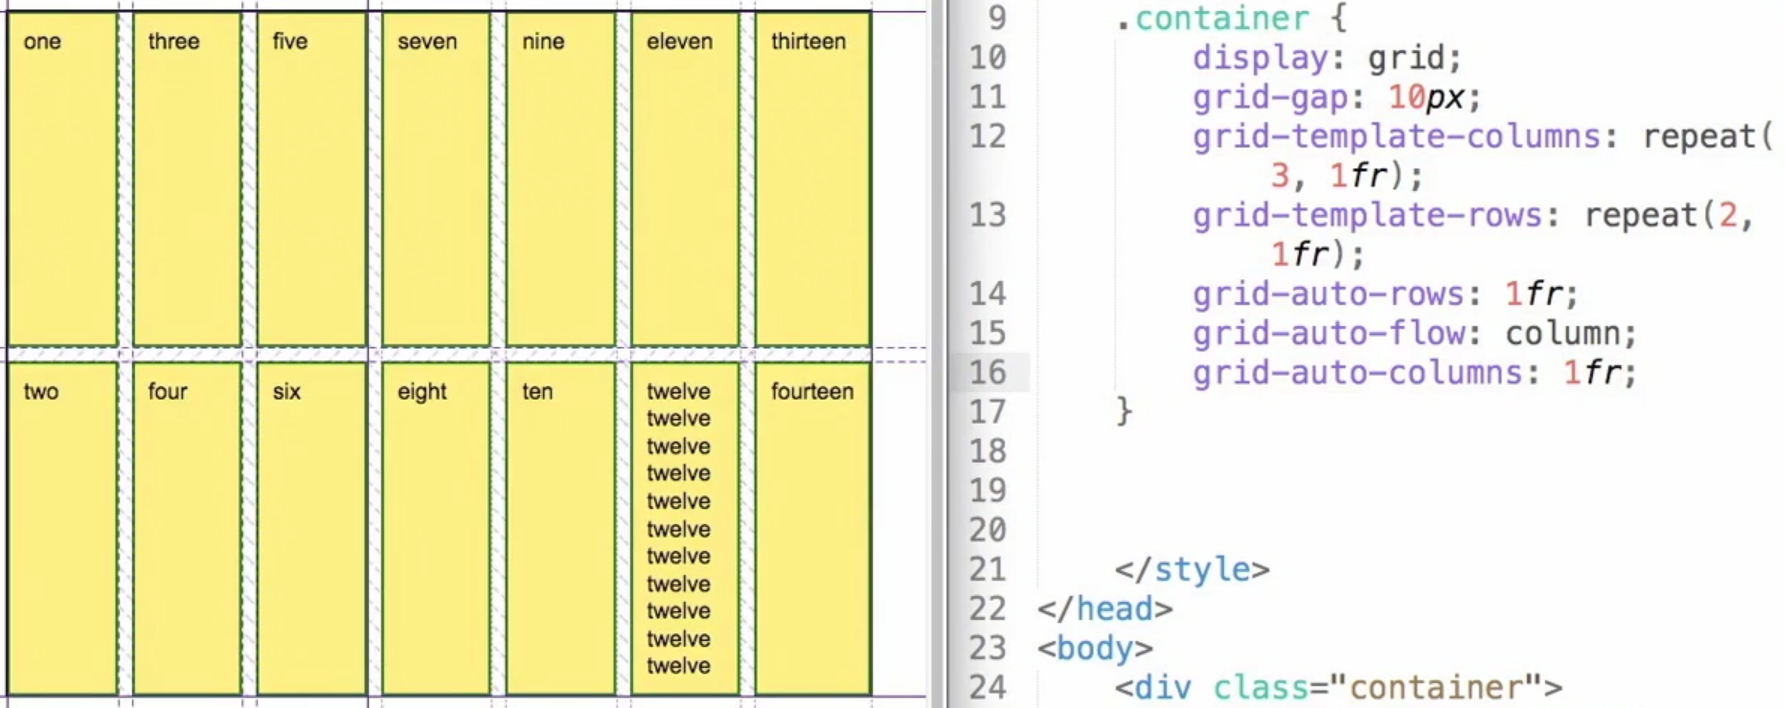 one three five seven nine eleven thirteen
two four six eight ten twelve fourteen
twelve
twelve
twelve
twelve
twelve
twelve
twelve
twelve
twelve
twelve
9 .container {
10 display: grid;
11 grid-gap: 10px;
12 grid-template-columns: repeat(
3, 1fr);
13 grid-template-rows: repeat(2,
1fr);
14 grid-auto-rows: 1fr;
15 grid-auto-flow: column;
16 grid-auto-columns: 1fr;
17 }
18
19
20
21 </style>
22 </head>
23 <body>
24 <div class="container">